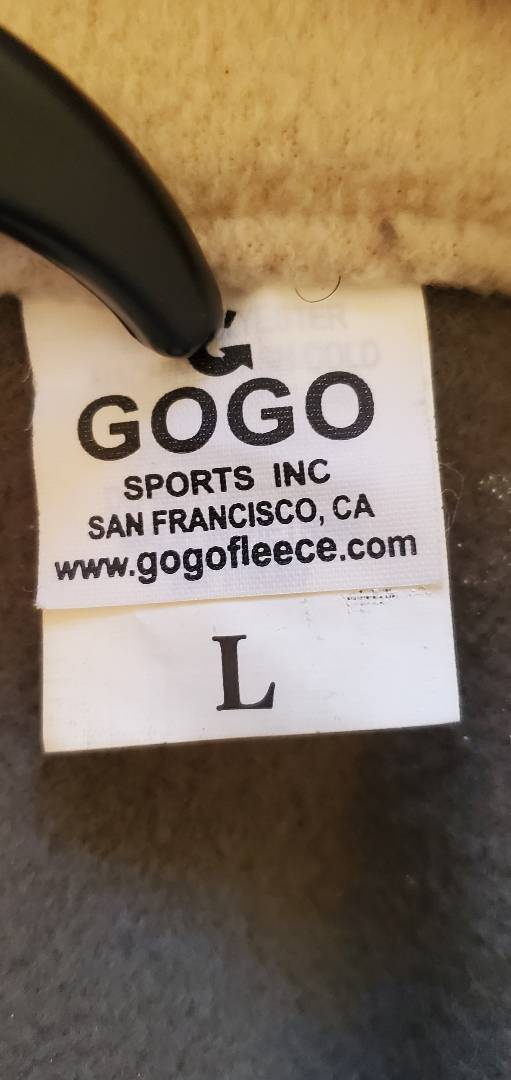 GOGO
SPORTS INC
SAN FRANCISCO, CA
www.gogofleece.com
L